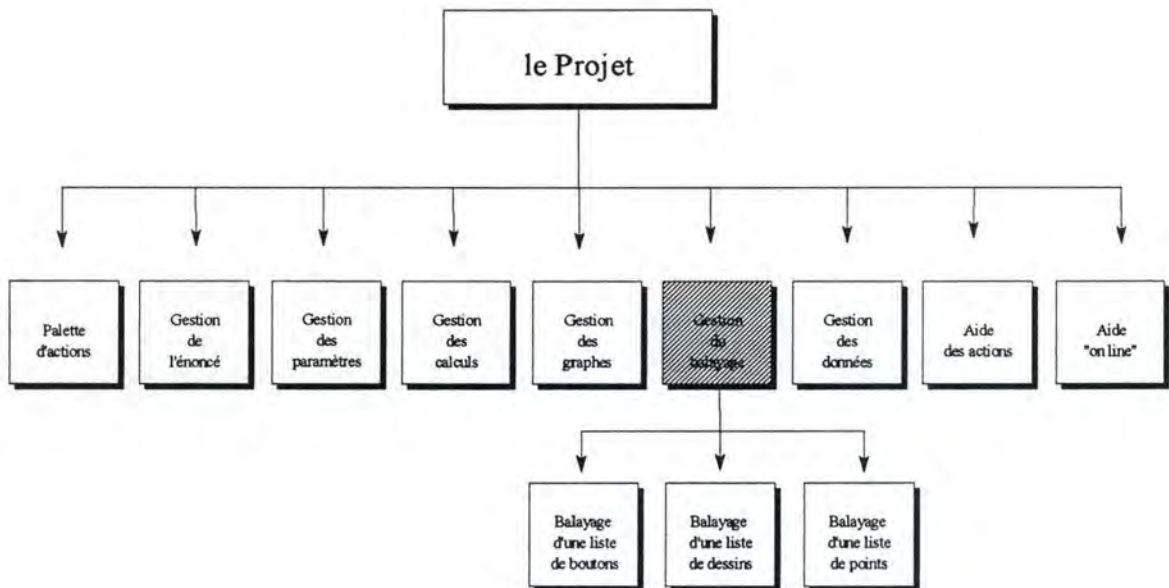 le Projet
Palette
d'actions
Gestion
de
l'énoncé
Gestion
des
paramètres
Gestion
des
calculs
Gestion
des
graphes
Gestion
du
balayage
Gestion
des
données
Aide
des actions
Aide
"on line"
Balayage
d'une liste
de boutons
Balayage
d'une liste
de dessins
Balayage
d'une liste
de points